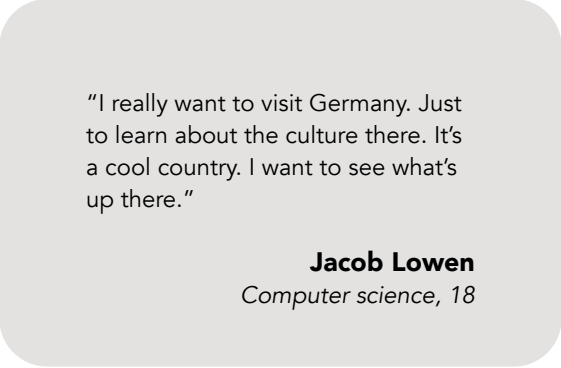 “I really want to visit Germany. Just
to learn about the culture there. It’s
a cool country. I want to see what’s
up there.”
Jacob Lowen
Computer science, 18